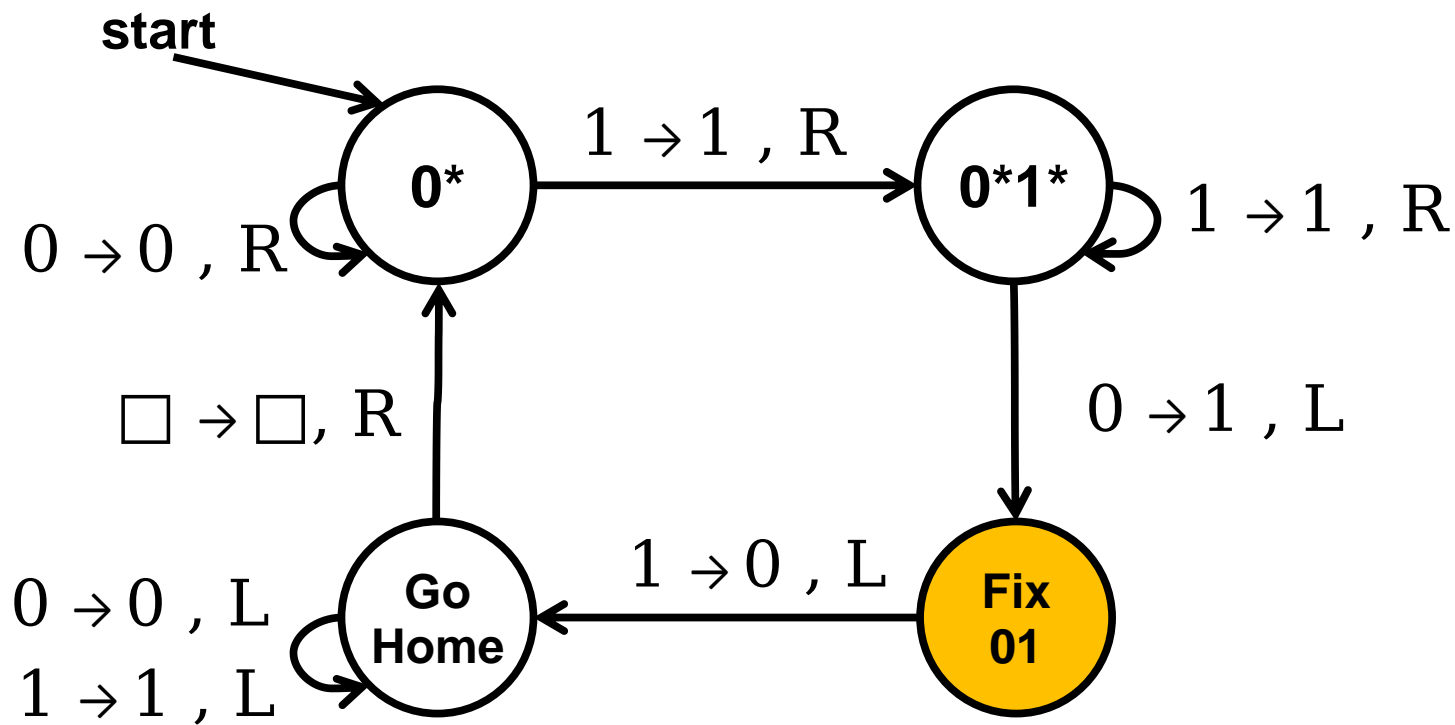 start
1 → 1 , R
0*
0*1*
1 → 1 , R
0 → 0 , R
□ → □, R
0 → 1 , L
1 → 0 , L
Go
Home
Fix
01
0 → 0 , L
1 → 1 , L